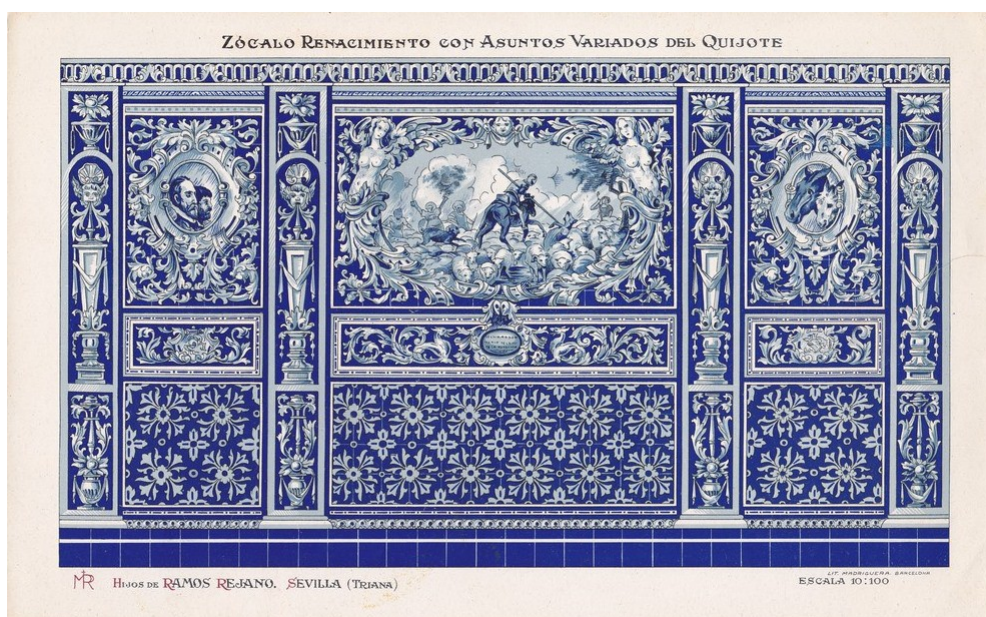 ZÓCALO RENACIMIENTO CON ASUNTOS VARIADOS DEL QUIJOTE
MR HIJOS DE RAMOS REJANO. SEVILLA (TRIANA)
LIT. MADRIGUERA. BARCELONA
ESCALA 10:100